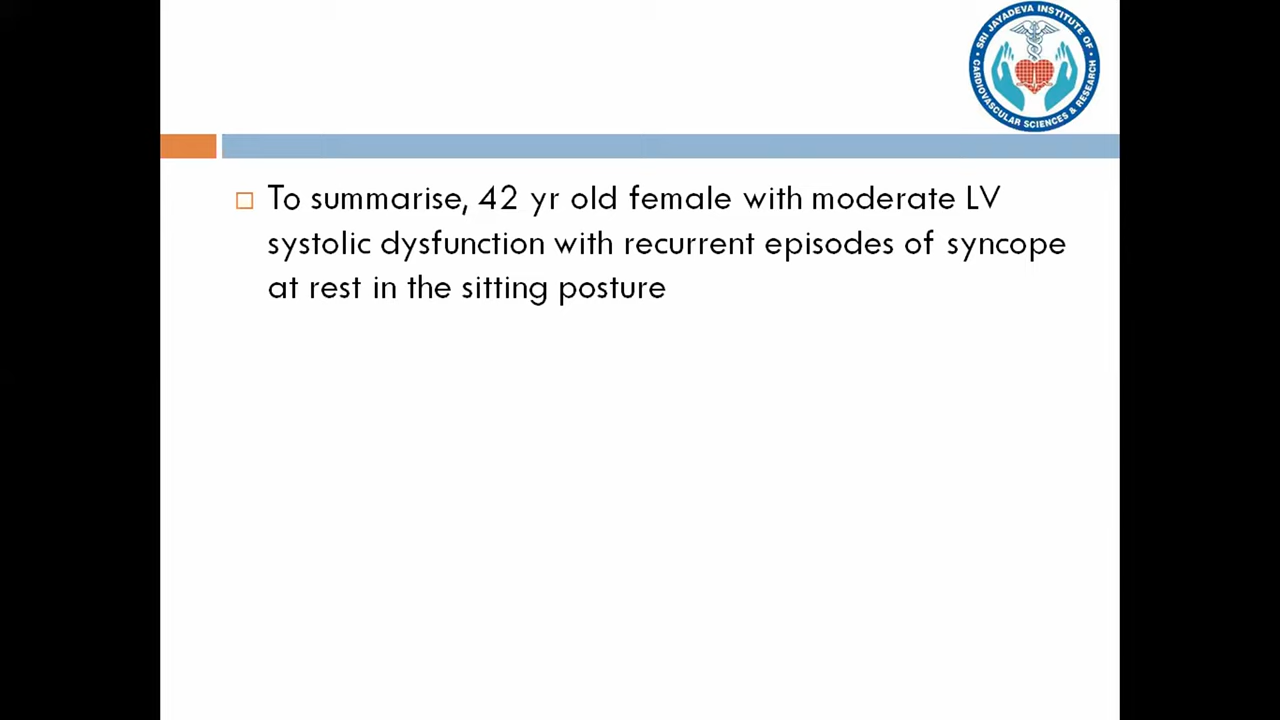 SRI JAYADEVA INSTITUTE OF
CARDIOVASCULAR SCIENCES & RESEARCH
To summarise, 42 yr old female with moderate LV
systolic dysfunction with recurrent episodes of syncope
at rest in the sitting posture